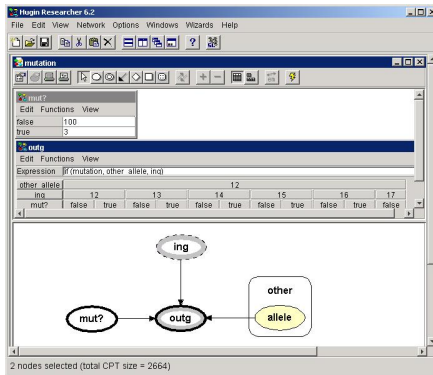 Hugin Researcher 6.2
File Edit View Network Options Windows Wizards Help
mutation
mut?
Edit Functions View
false 100
true 3
outg
Edit Functions View
Expression if (mutation, other_allele, ing)
other_allele 12
ing 12 13 14 15 16 17
mut? false true false true false true false true false true false
ing
other
mut? outg allele
2 nodes selected (total CPT size = 2664)